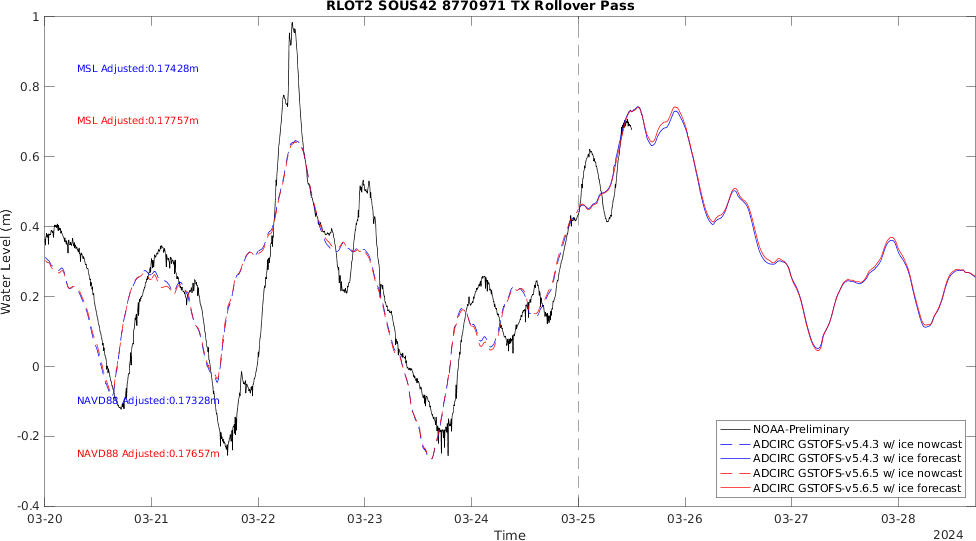 RLOT2 SOUS42 8770971 TX Rollover Pass
1
0.8
0.6
0.4
0.2
0
-0.2
-0.4
Water Level (m)
MSL Adjusted:0.17428m
MSL Adjusted:0.17757m
NAVD88 Adjusted:0.17328m
NAVD88 Adjusted:0.17657m
NOAA-Preliminary
ADCIRC GSTOFS-v5.4.3 w/ ice nowcast
ADCIRC GSTOFS-v5.4.3 w/ ice forecast
ADCIRC GSTOFS-v5.6.5 w/ ice nowcast
ADCIRC GSTOFS-v5.6.5 w/ ice forecast
03-20 03-21 03-22 03-23 03-24 03-25 03-26 03-27 03-28
Time
2024